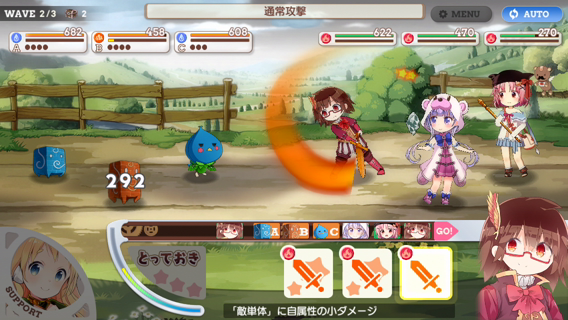 WAVE 2/3 2
通常攻撃
MENU
AUTO
682
458
608
622
470
270
A
B
C
292
A B C GO!
SUPPORT
とっておき
「敵単体」に自属性の小ダメージ